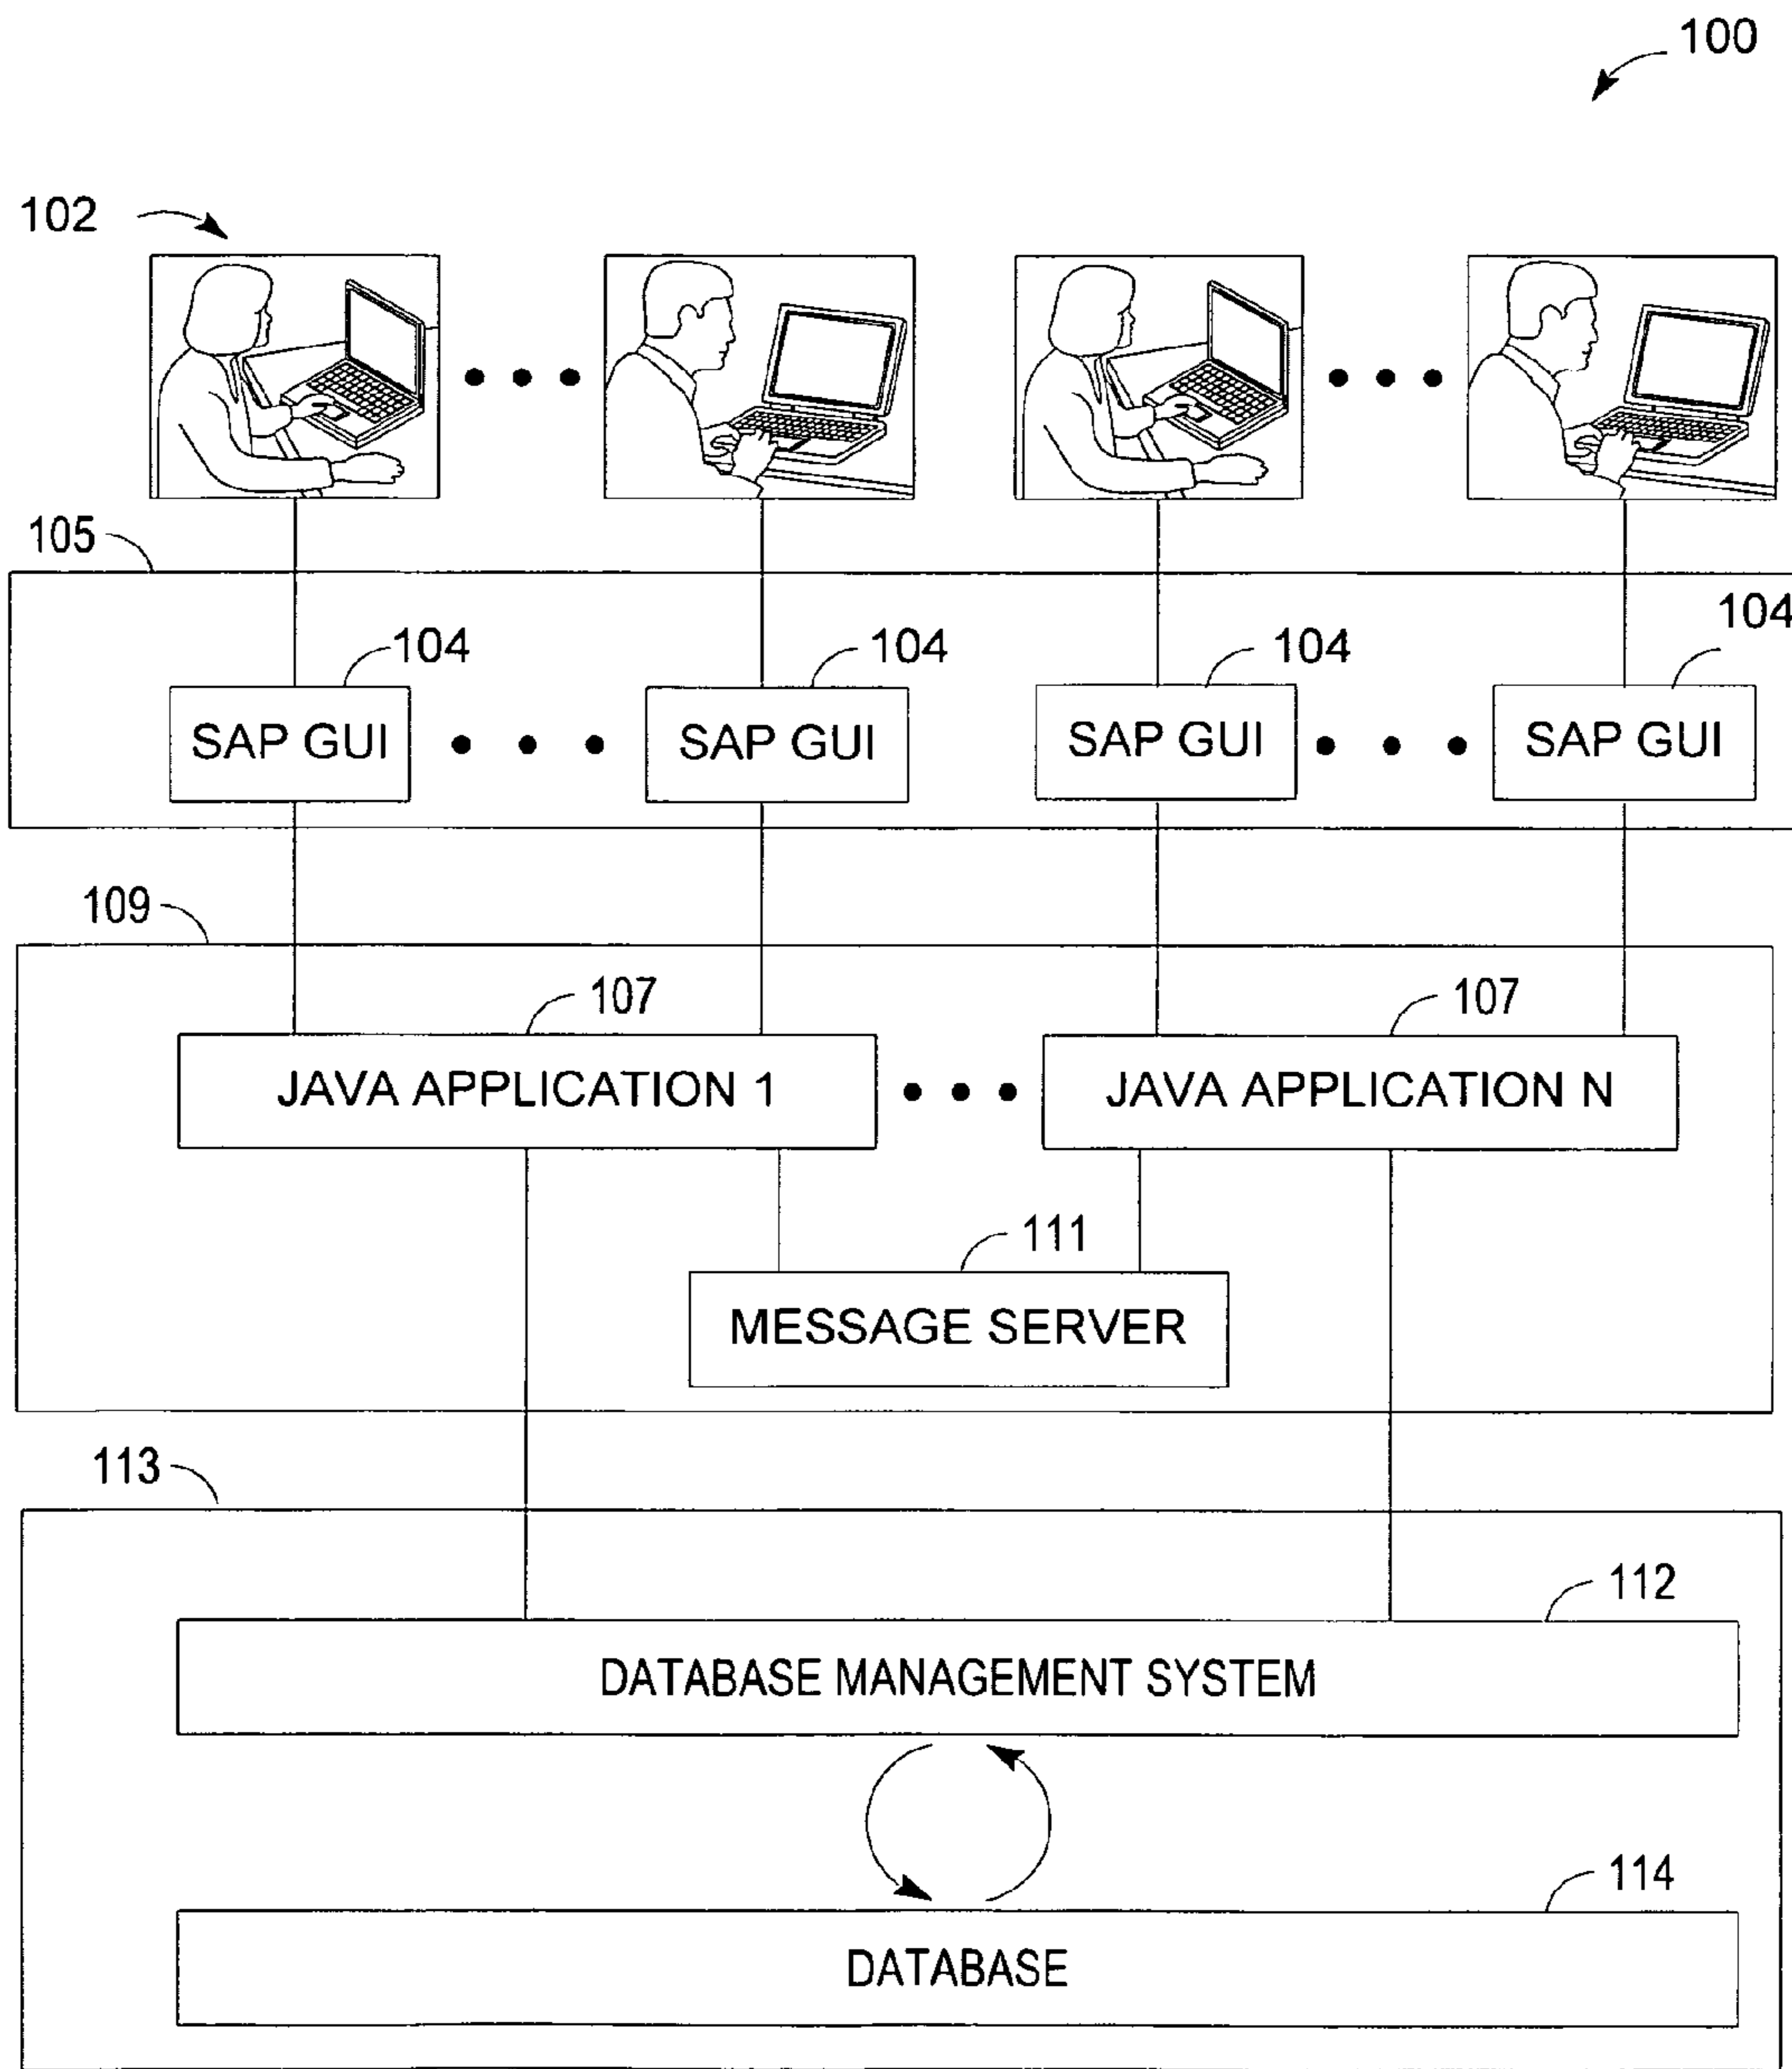 100
102
105
104
104 104 104
SAP GUI SAP GUI SAP GUI SAP GUI
109
107 107
JAVA APPLICATION 1 JAVA APPLICATION N
111
MESSAGE SERVER
113
112
DATABASE MANAGEMENT SYSTEM
114
DATABASE